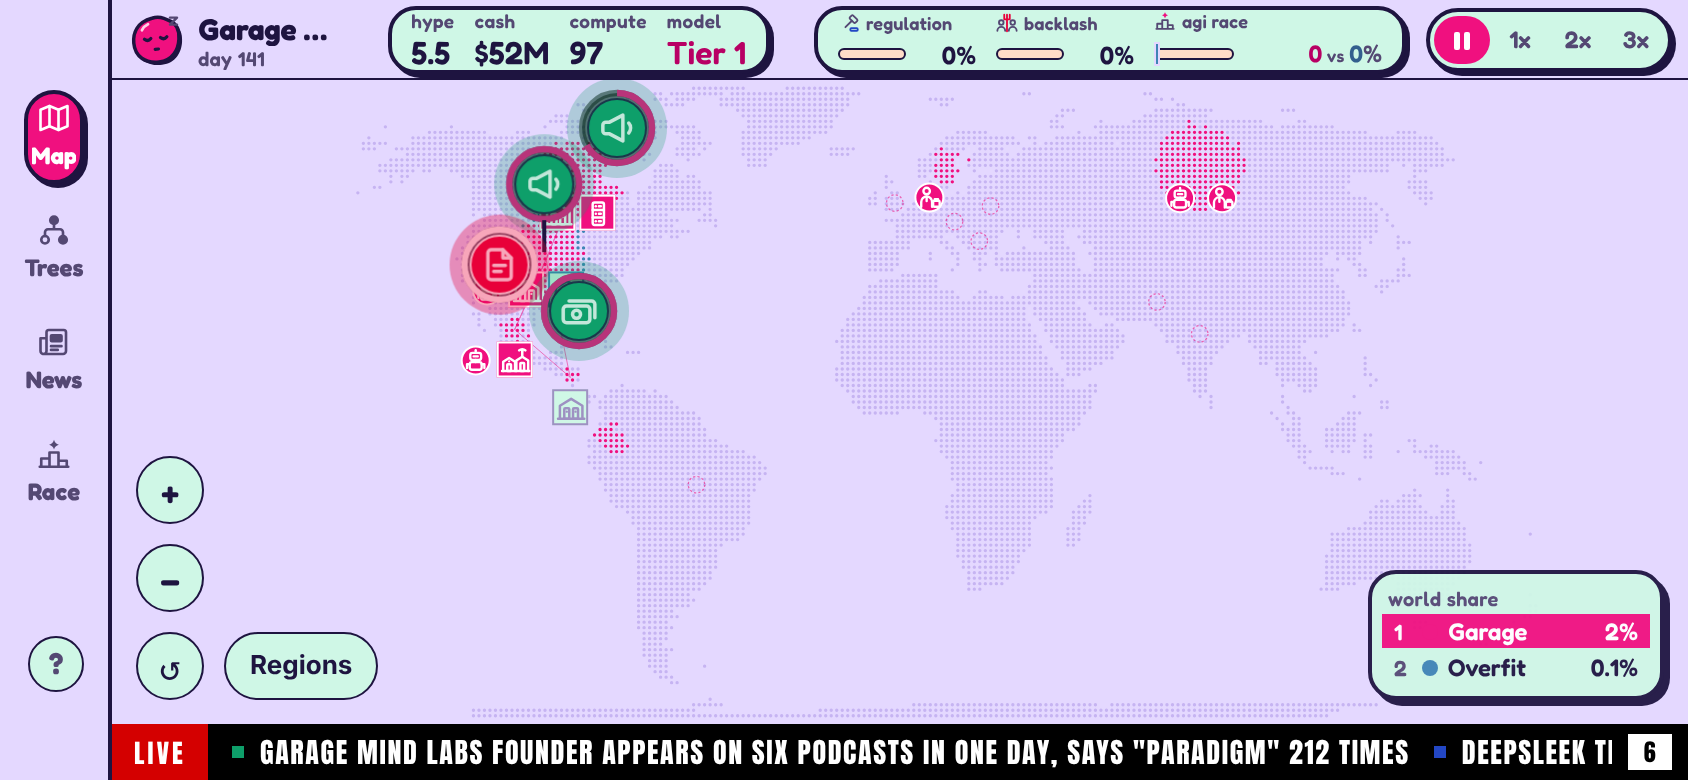 Garage ...
day 141
hype cash compute model
5.5 $52M 97 Tier 1
regulation backlash agi race
0% 0% 0 vs 0%
1x 2x 3x
Map
Trees
News
Race
?
+
−
↺ Regions
world share
1 Garage 2%
2 Overfit 0.1%
LIVE GARAGE MIND LABS FOUNDER APPEARS ON SIX PODCASTS IN ONE DAY, SAYS "PARADIGM" 212 TIMES DEEPSLEEK 6